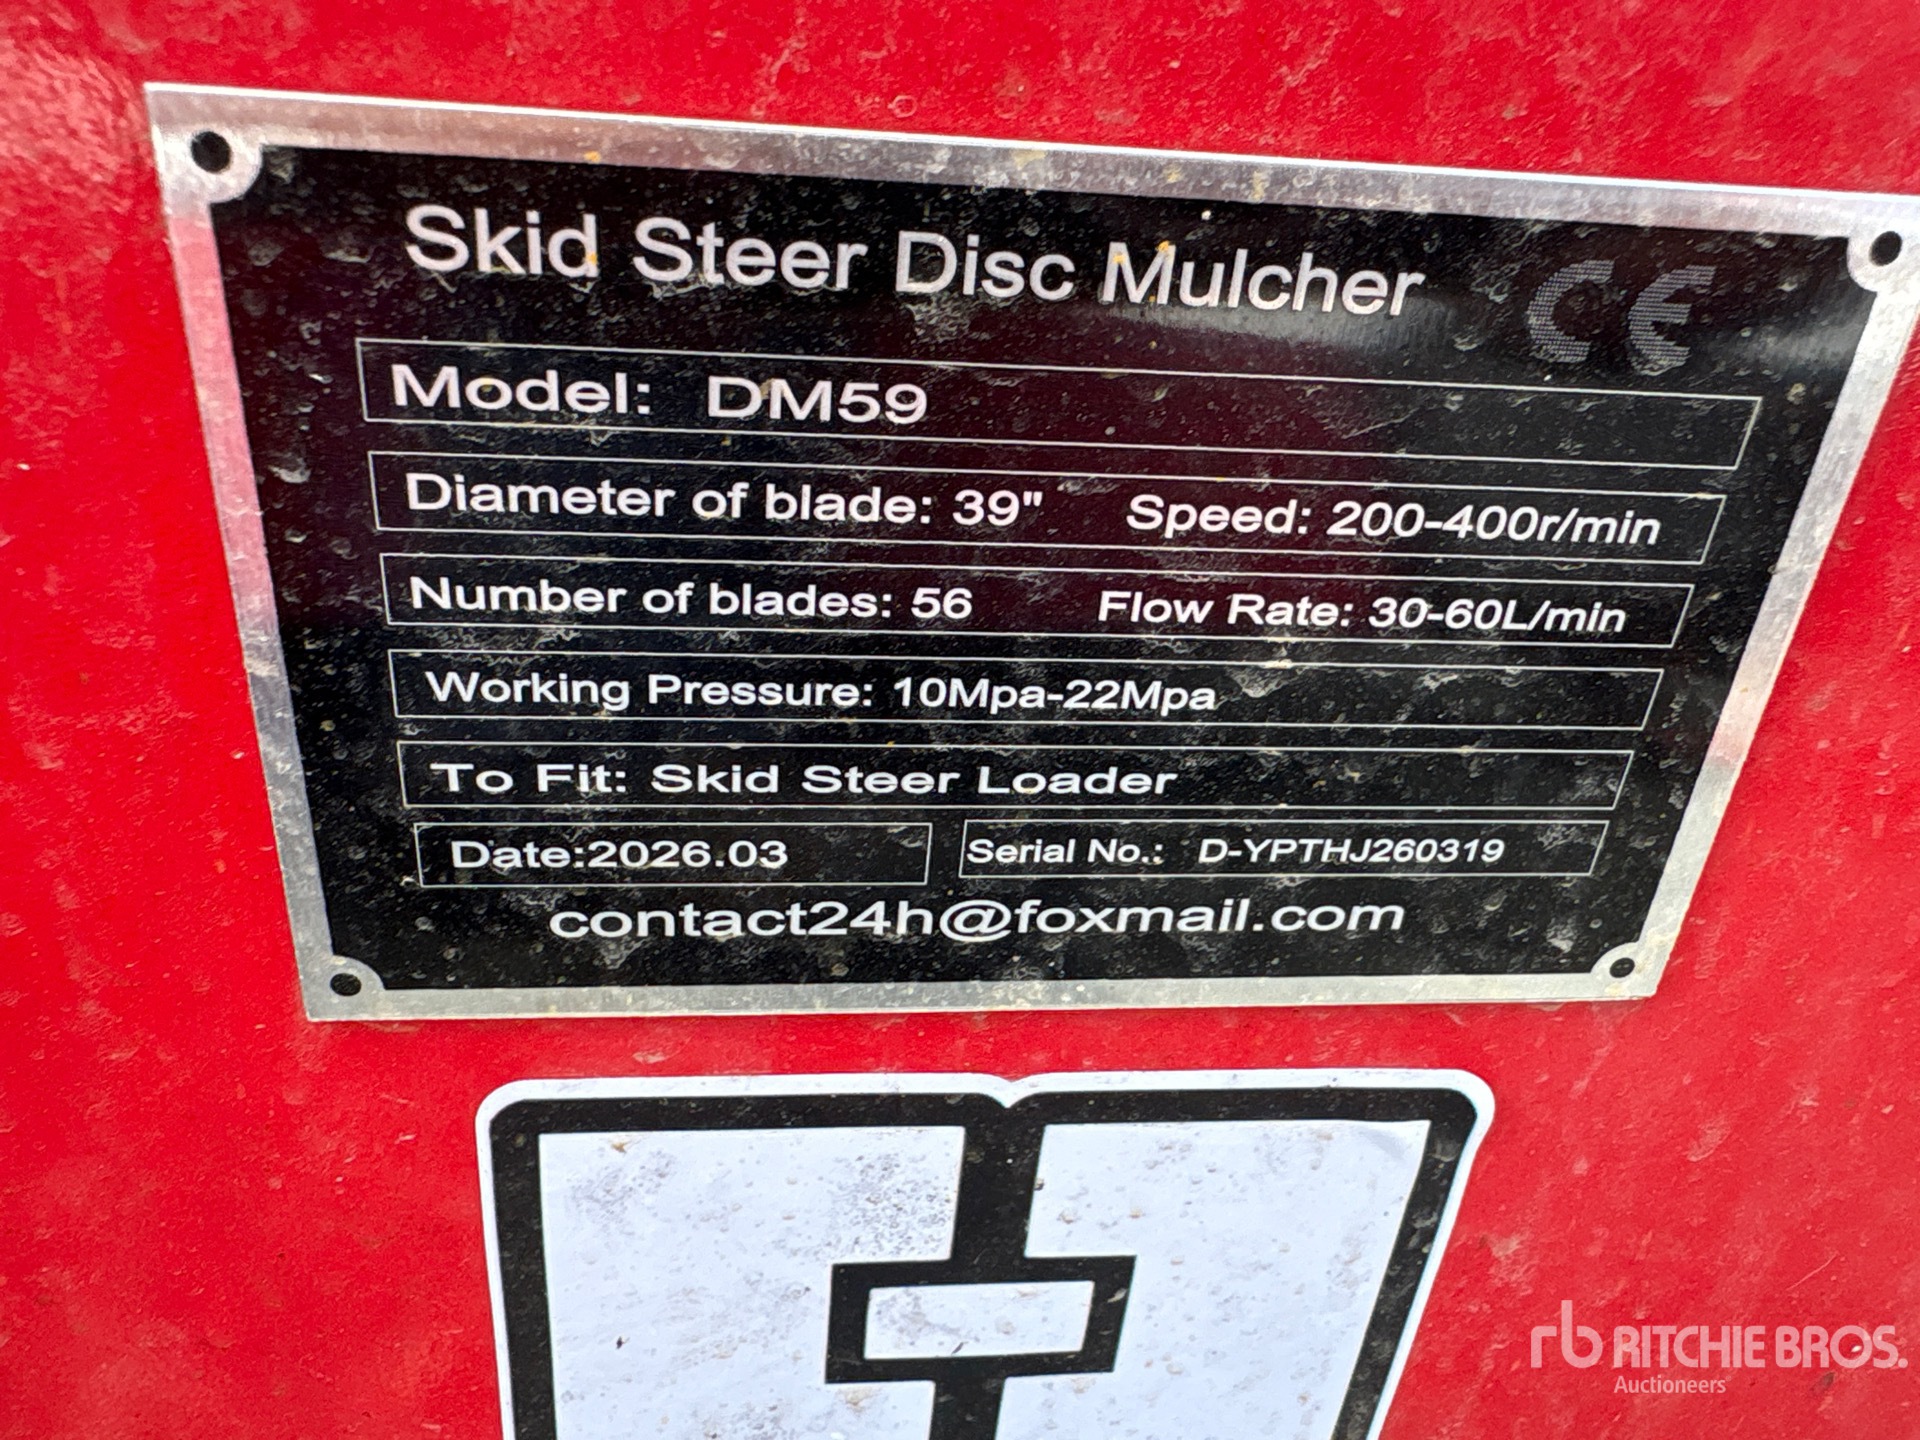 Skid Steer Disc Mulcher CE
Model: DM59
Diameter of blade: 39" Speed: 200-400r/min
Number of blades: 56 Flow Rate: 30-60L/min
Working Pressure: 10Mpa-22Mpa
To Fit: Skid Steer Loader
Date:2026.03 Serial No.: D-YPTHJ260319
contact24h@foxmail.com
rb RITCHIE BROS.
Auctioneers